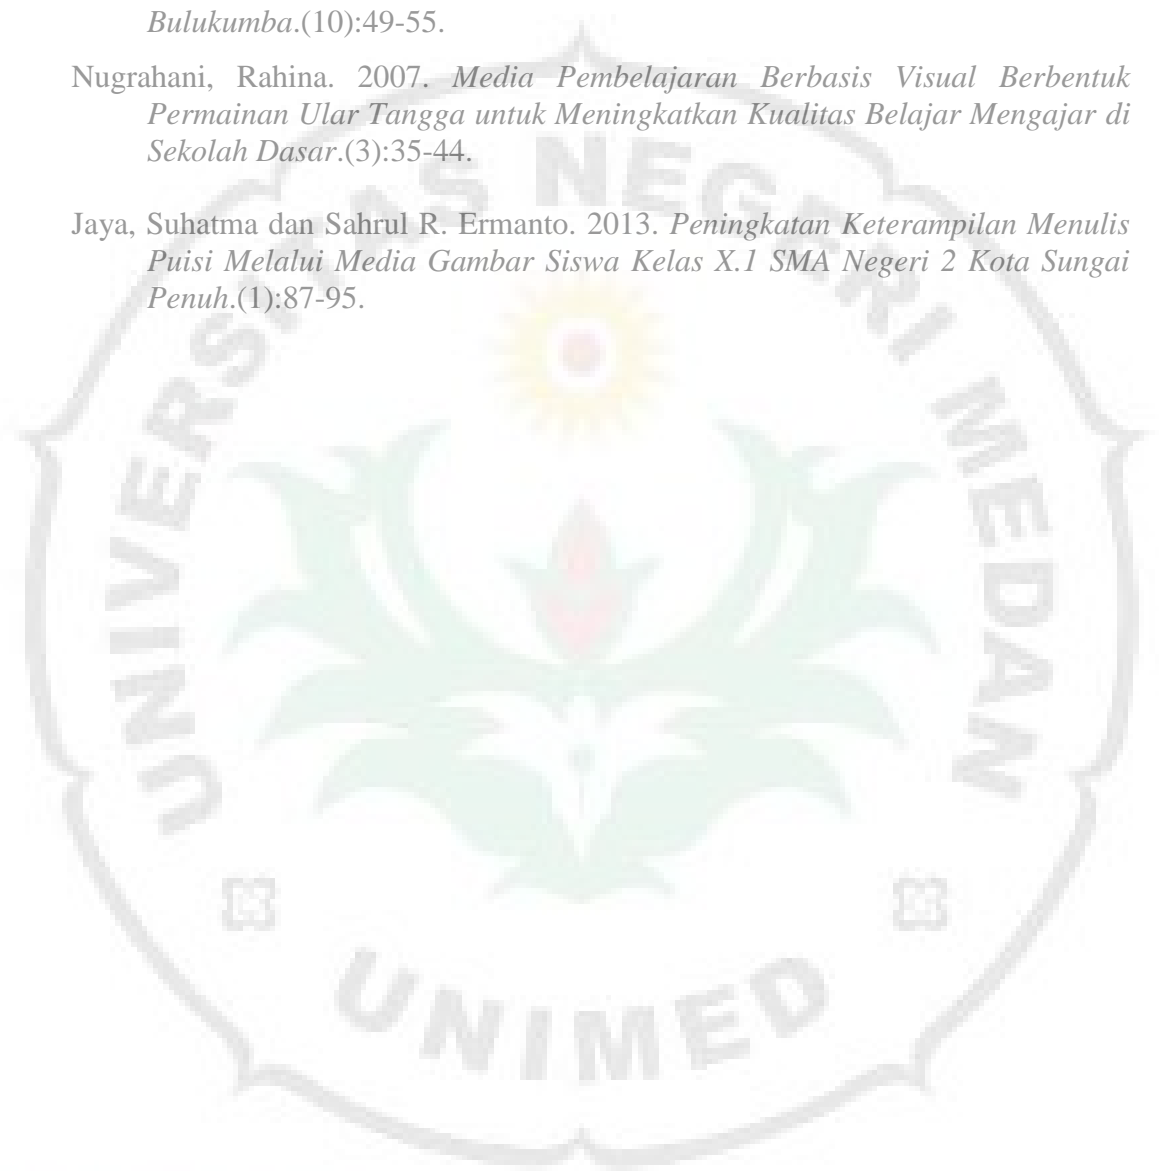 Bulukumba.(10):49-55.
Nugrahani, Rahina. 2007. Media Pembelajaran Berbasis Visual Berbentuk
Permainan Ular Tangga untuk Meningkatkan Kualitas Belajar Mengajar di
Sekolah Dasar.(3):35-44.
Jaya, Suhatma dan Sahrul R. Ermanto. 2013. Peningkatan Keterampilan Menulis
Puisi Melalui Media Gambar Siswa Kelas X.1 SMA Negeri 2 Kota Sungai
Penuh.(1):87-95.
UNIVERSITAS NEGERI MEDAN
UNIMED